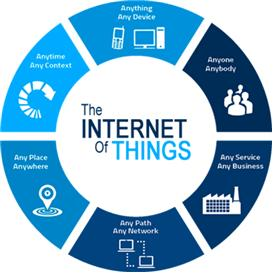 Anything
Any Device
Anytime
Any Context
Anyone
Anybody
The
INTERNET
Of THINGS
Any Place
Anywhere
Any Service
Any Business
Any Path
Any Network